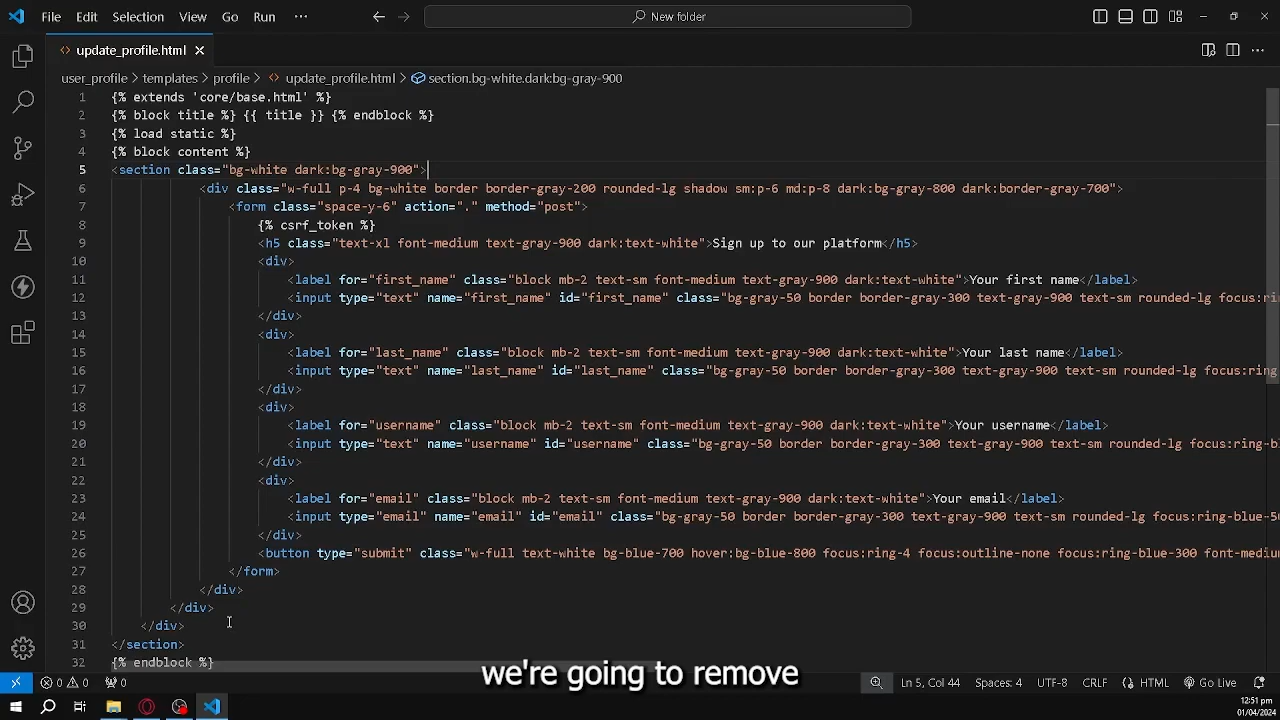 File Edit Selection View Go Run ··· New folder
update_profile.html
user_profile > templates > profile > update_profile.html > section.bg-white.dark:bg-gray-900
1 {% extends 'core/base.html' %}
2 {% block title %} {{ title }} {% endblock %}
3 {% load static %}
4 {% block content %}
5 <section class="bg-white dark:bg-gray-900">
6 <div class="w-full p-4 bg-white border border-gray-200 rounded-lg shadow sm:p-6 md:p-8 dark:bg-gray-800 dark:border-gray-700">
7 <form class="space-y-6" action="." method="post">
8 {% csrf_token %}
9 <h5 class="text-xl font-medium text-gray-900 dark:text-white">Sign up to our platform</h5>
10 <div>
11 <label for="first_name" class="block mb-2 text-sm font-medium text-gray-900 dark:text-white">Your first name</label>
12 <input type="text" name="first_name" id="first_name" class="bg-gray-50 border border-gray-300 text-gray-900 text-sm rounded-lg focus:rin
13 </div>
14 <div>
15 <label for="last_name" class="block mb-2 text-sm font-medium text-gray-900 dark:text-white">Your last name</label>
16 <input type="text" name="last_name" id="last_name" class="bg-gray-50 border border-gray-300 text-gray-900 text-sm rounded-lg focus:ring
17 </div>
18 <div>
19 <label for="username" class="block mb-2 text-sm font-medium text-gray-900 dark:text-white">Your username</label>
20 <input type="text" name="username" id="username" class="bg-gray-50 border border-gray-300 text-gray-900 text-sm rounded-lg focus:ring-bl
21 </div>
22 <div>
23 <label for="email" class="block mb-2 text-sm font-medium text-gray-900 dark:text-white">Your email</label>
24 <input type="email" name="email" id="email" class="bg-gray-50 border border-gray-300 text-gray-900 text-sm rounded-lg focus:ring-blue-50
25 </div>
26 <button type="submit" class="w-full text-white bg-blue-700 hover:bg-blue-800 focus:ring-4 focus:outline-none focus:ring-blue-300 font-medium
27 </form>
28 </div>
29 </div>
30 </div>
31 </section>
32 {% endblock %}
we're going to remove
0 0 0 Ln 5, Col 44 Spaces: 4 UTF-8 CRLF HTML Go Live
12:51 pm
01/04/2024